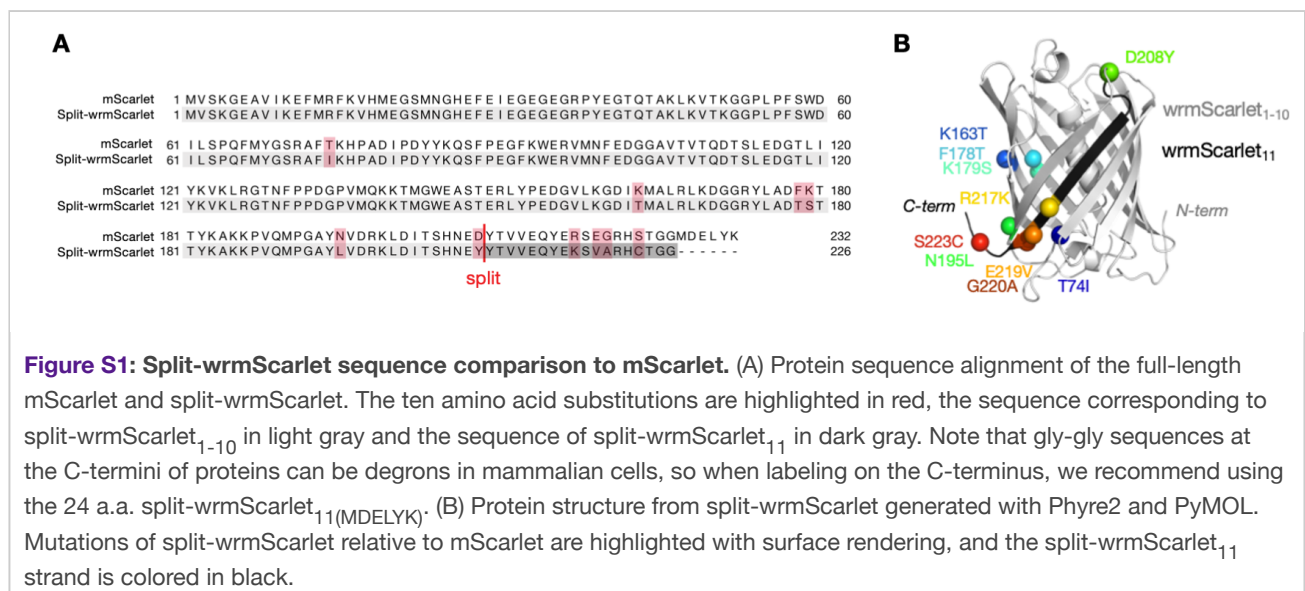 A
B
mScarlet 1 MVSKGEAVIKEFMRFKVHMEGSMNGHEFEIEGEGEGRPYEGTQTAKLKVTKGGPLPFSWD 60
Split-wrmScarlet 1 MVSKGEAVIKEFMRFKVHMEGSMNGHEFEIEGEGEGRPYEGTQTAKLKVTKGGPLPFSWD 60
mScarlet 61 ILSPQFMYGSRAFTKHPADIPDYYKQSFPEGFKWERVMNFEDGGAVTVTQDTSLEDGTLI 120
Split-wrmScarlet 61 ILSPQFMYGSRAFIKHPADIPDYYKQSFPEGFKWERVMNFEDGGAVTVTQDTSLEDGTLI 120
mScarlet 121 YKVKLRGTNFPPDGPVMQKKTMGWEASTERLYPEDGVLKGDIKMALRLKDGGRYLADFKT 180
Split-wrmScarlet 121 YKVKLRGTNFPPDGPVMQKKTMGWEASTERLYPEDGVLKGDITMALRLKDGGRYLADTST 180
mScarlet 181 TYKAKKPVQMPGAYNVDRKLDITSHNEDYTVVEQYERSEGRHSTGGMDELYK 232
Split-wrmScarlet 181 TYKAKKPVQMPGAYLVDRKLDITSHNEYYTVVEQYEKSVARHCTGG------ 226
split
D208Y
wrmScarlet1-10
K163T
wrmScarlet11
F178T
K179S
R217K
C-term
N-term
S223C
N195L
E219V
G220A
T74I
Figure S1: Split-wrmScarlet sequence comparison to mScarlet. (A) Protein sequence alignment of the full-length
mScarlet and split-wrmScarlet. The ten amino acid substitutions are highlighted in red, the sequence corresponding to
split-wrmScarlet1-10 in light gray and the sequence of split-wrmScarlet11 in dark gray. Note that gly-gly sequences at
the C-termini of proteins can be degrons in mammalian cells, so when labeling on the C-terminus, we recommend using
the 24 a.a. split-wrmScarlet11(MDELYK). (B) Protein structure from split-wrmScarlet generated with Phyre2 and PyMOL.
Mutations of split-wrmScarlet relative to mScarlet are highlighted with surface rendering, and the split-wrmScarlet11
strand is colored in black.